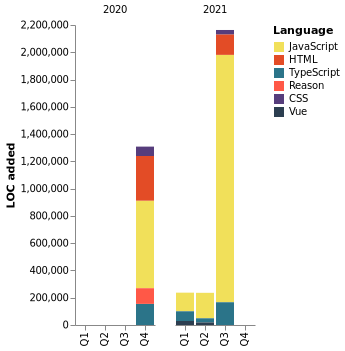 2020 2021
Language
JavaScript
HTML
TypeScript
Reason
CSS
Vue
LOC added
2,200,000
2,000,000
1,800,000
1,600,000
1,400,000
1,200,000
1,000,000
800,000
600,000
400,000
200,000
0
Q1 Q2 Q3 Q4 Q1 Q2 Q3 Q4